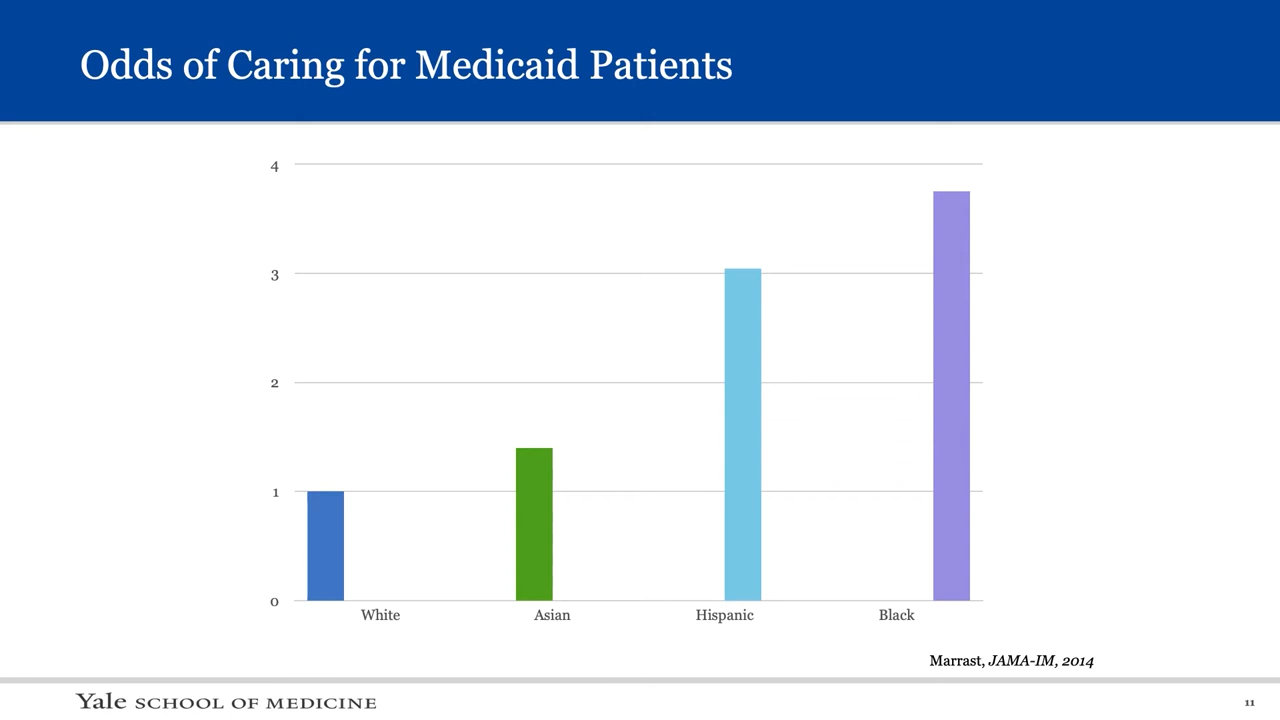 Odds of Caring for Medicaid Patients
4
3
2
1
0
White Asian Hispanic Black
Marrast, JAMA-IM, 2014
Yale SCHOOL OF MEDICINE
11